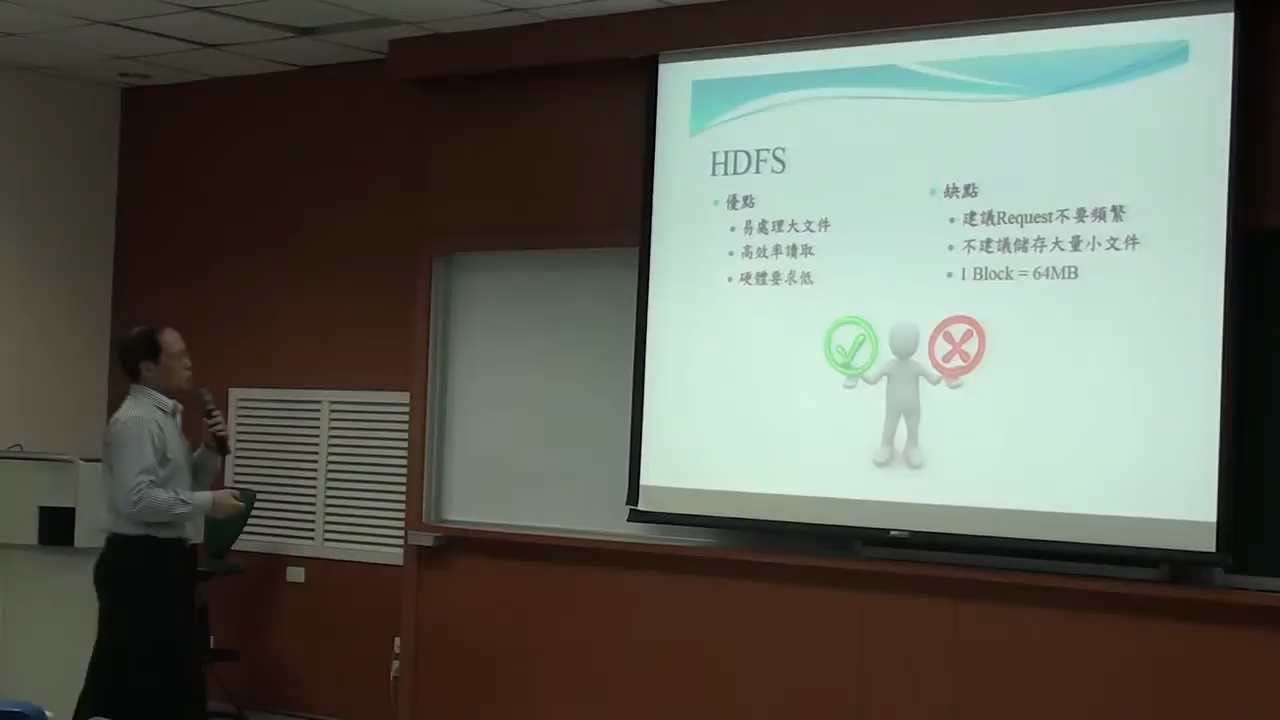 HDFS
優點
易處理大文件
高效率讀取
硬體要求低
缺點
建議Request不要頻繁
不建議儲存大量小文件
1 Block = 64MB